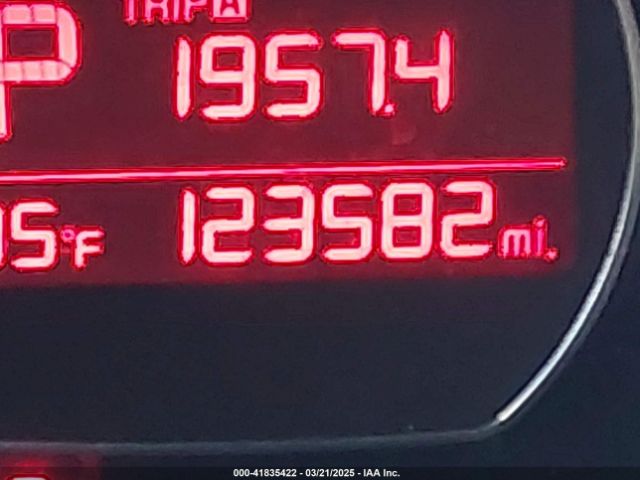 P
TRIP A
1957.4
5°F
123582 mi.
000-41835422 - 03/21/2025 - IAA Inc.